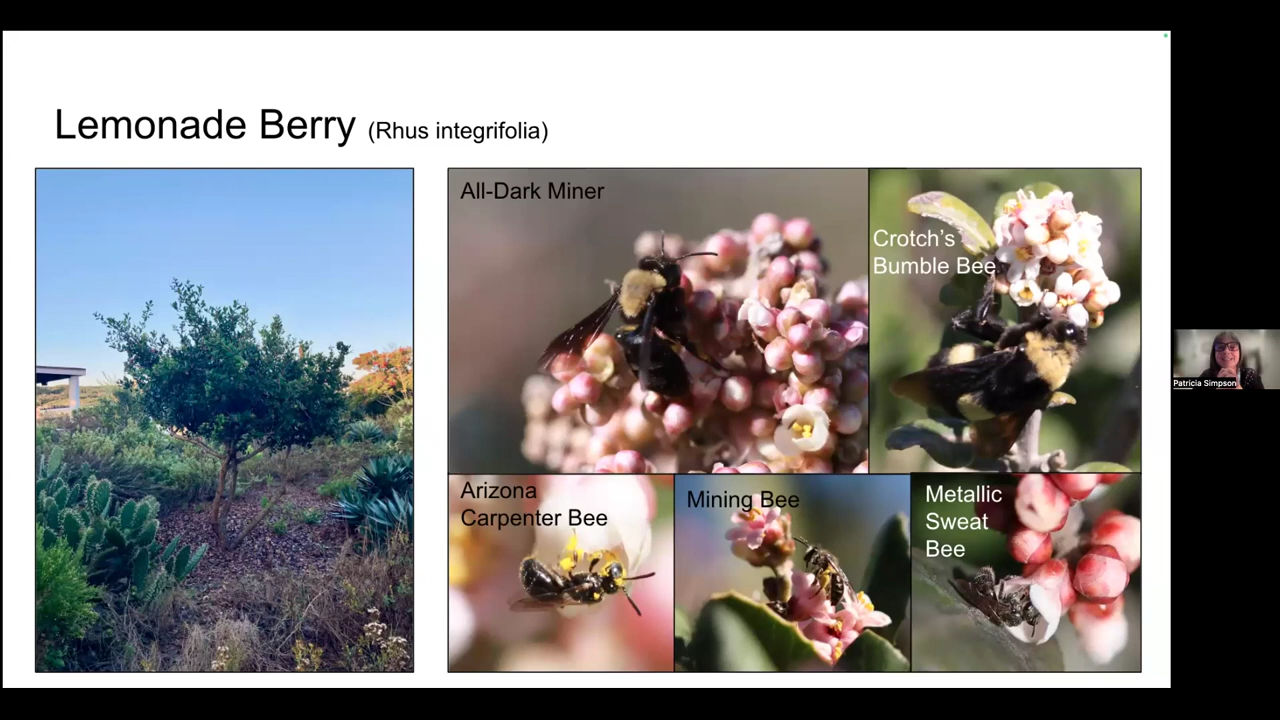 Lemonade Berry (Rhus integrifolia)
All-Dark Miner
Crotch's
Bumble Bee
Arizona
Carpenter Bee
Mining Bee
Metallic
Sweat
Bee
Patricia Simpson